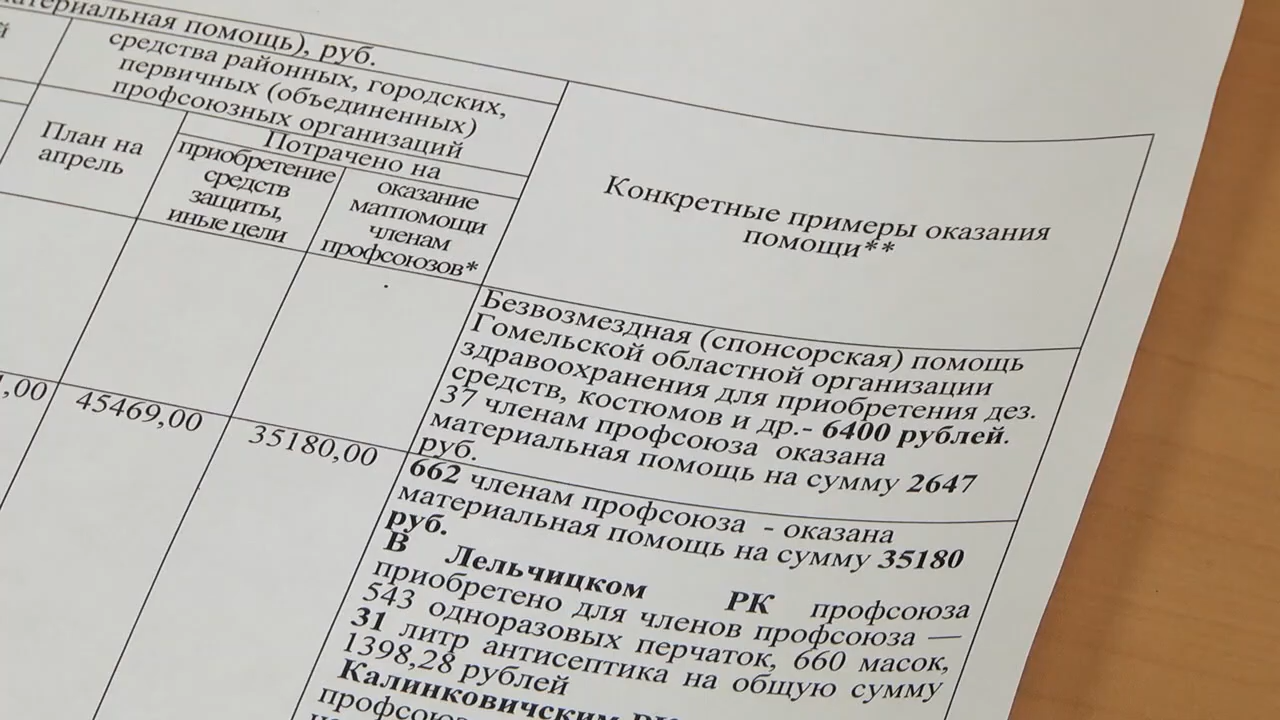 материальная помощь), руб.
й
средства районных, городских,
первичных (объединенных)
профсоюзных организаций
План на
апрель
Потрачено на
приобретение
средств
защиты,
иные цели
оказание
матпомощи
членам
профсоюзов*
Конкретные примеры оказания
помощи**
Безвозмездная (спонсорская) помощь
Гомельской областной организации
здравоохранения для приобретения дез.
средств, костюмов и др.- 6400 рублей.
37 членам профсоюза оказана
материальная помощь на сумму 2647
руб.
,00
45469,00
35180,00
662 членам профсоюза - оказана
материальная помощь на сумму 35180
руб.
В Лельчицком РК профсоюза
приобретено для членов профсоюза —
543 одноразовых перчаток, 660 масок,
31 литр антисептика на общую сумму
1398,28 рублей
Калинковичским РК